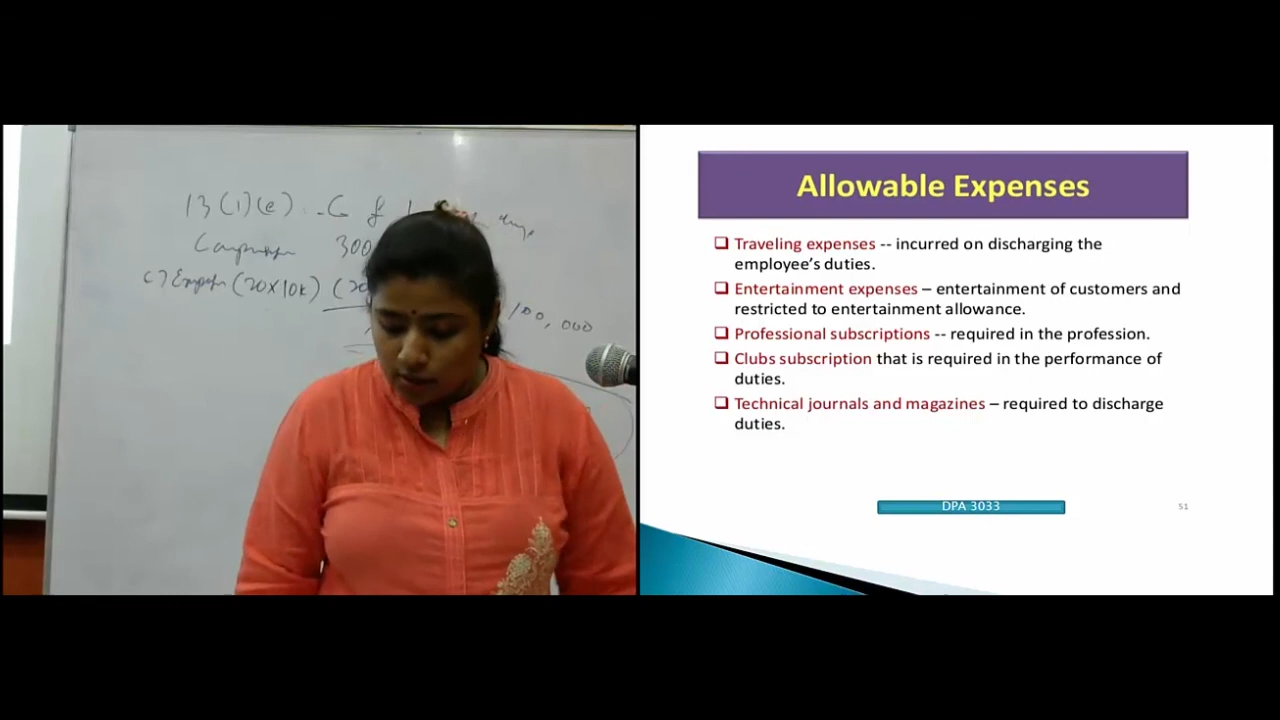 13 (1)(e)
300
(20X10k)
100,000
Allowable Expenses
❑ Traveling expenses -- incurred on discharging the
employee's duties.
❑ Entertainment expenses – entertainment of customers and
restricted to entertainment allowance.
❑ Professional subscriptions -- required in the profession.
❑ Clubs subscription that is required in the performance of
duties.
❑ Technical journals and magazines – required to discharge
duties.
DPA 3033
51